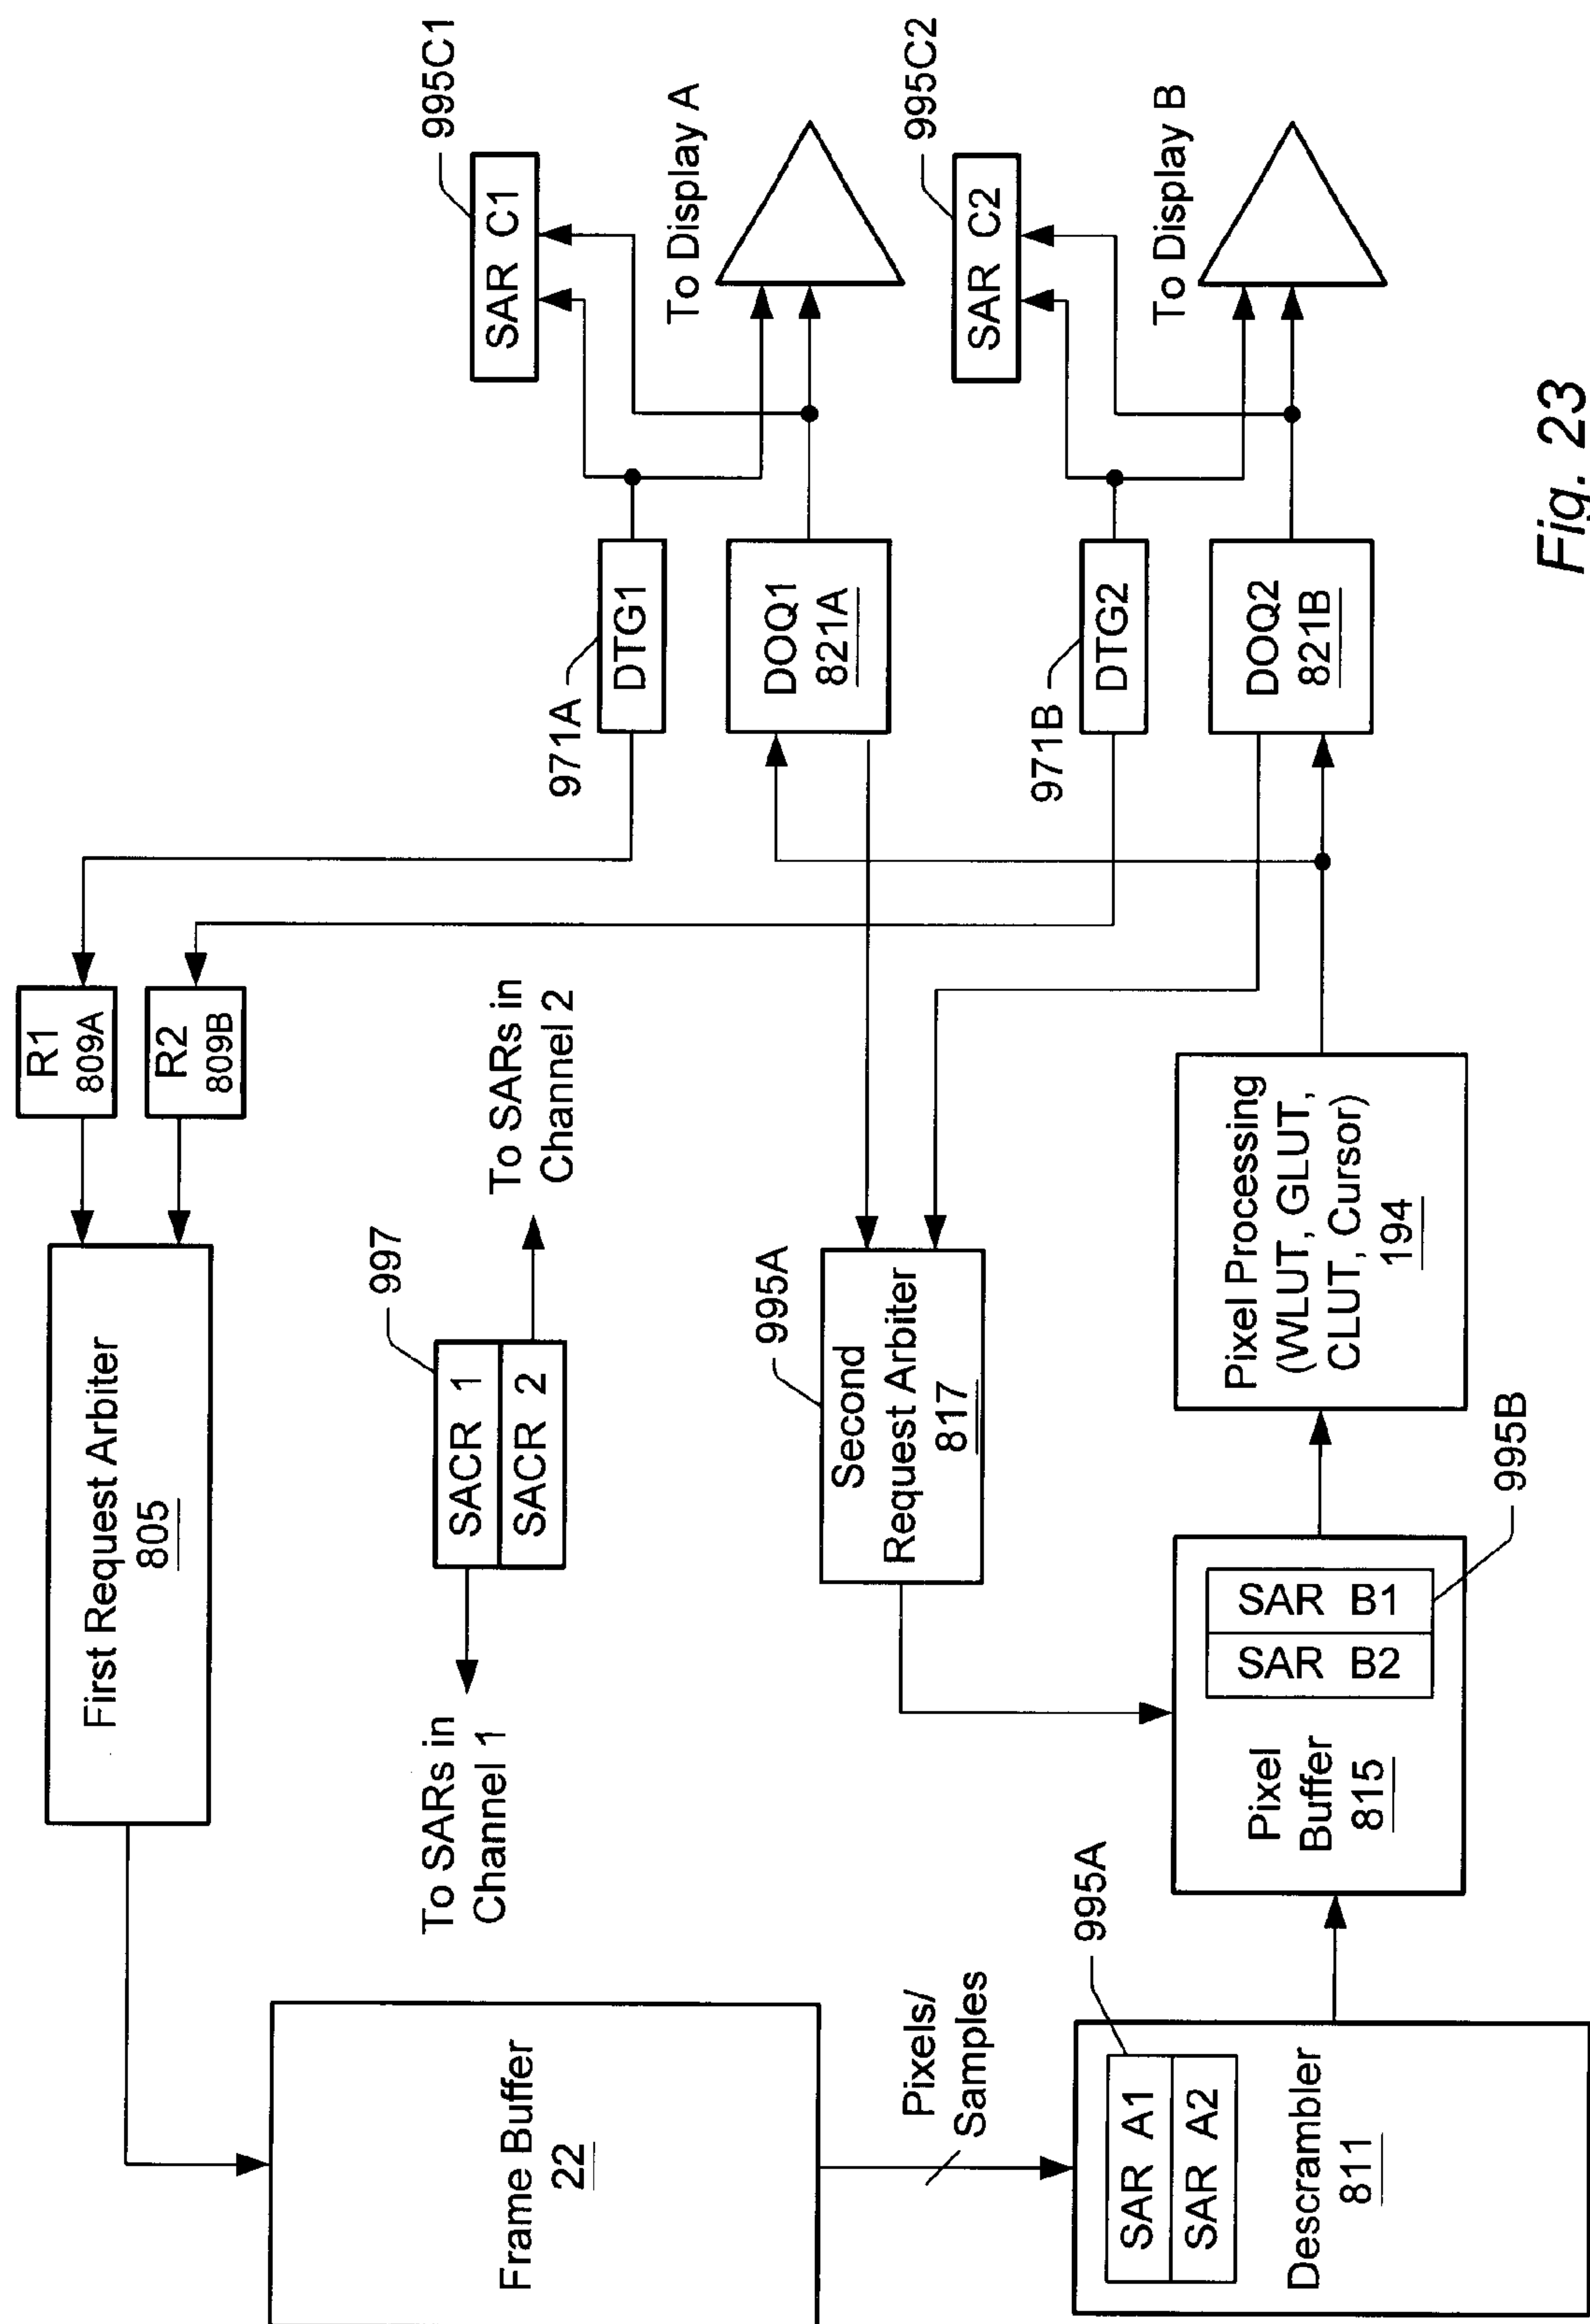 First Request Arbiter
805
R1
809A
R2
809B
Frame Buffer
22
To SARs in
Channel 1
SACR 1
SACR 2
997
To SARs in
Channel 2
971A
DTG1
995C1
SAR C1
To Display A
Pixels/
Samples
Second
Request Arbiter
817
995A
DOQ1
821A
995C2
SAR C2
To Display B
971B
DTG2
DOQ2
821B
995A
SAR A1
SAR A2
Descrambler
811
Pixel
Buffer
815
SAR B1
SAR B2
995B
Pixel Processing
(WLUT, GLUT,
CLUT, Cursor)
194
Fig. 23